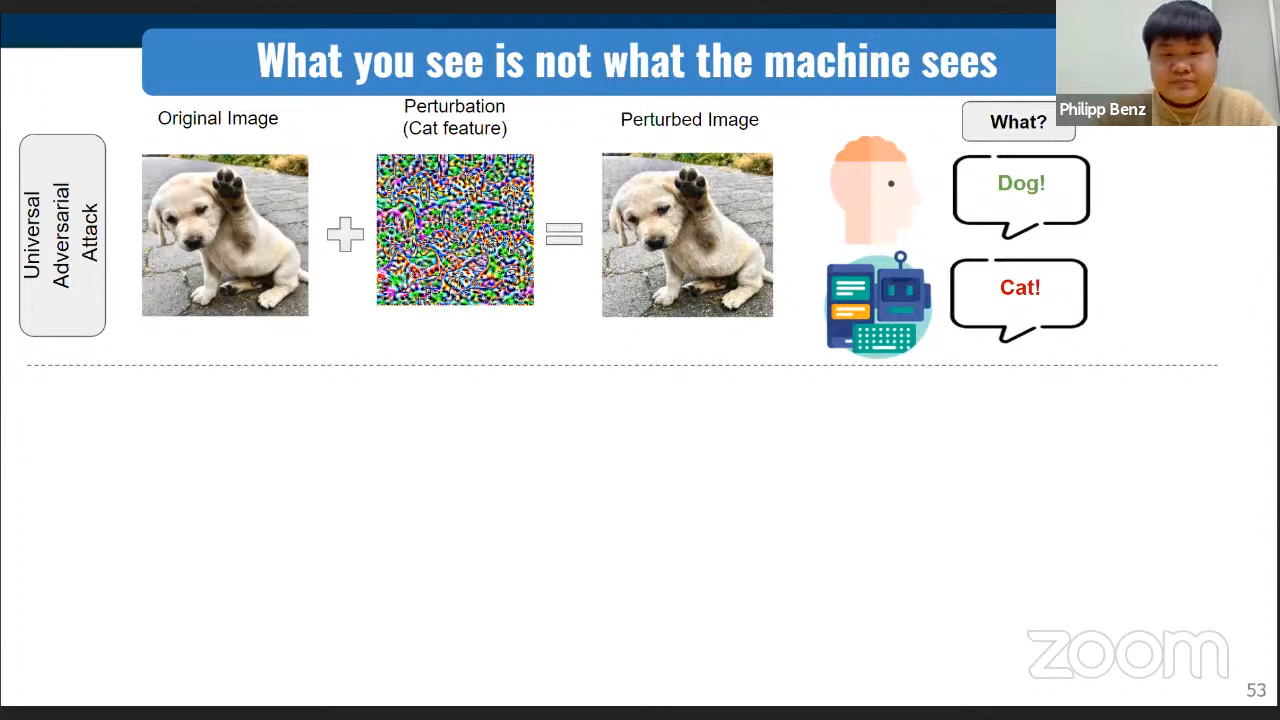 What you see is not what the machine sees
Philipp Benz
Original Image
Perturbation
(Cat feature)
Perturbed Image
What?
Universal
Adversarial
Attack
Dog!
Cat!
zoom
53